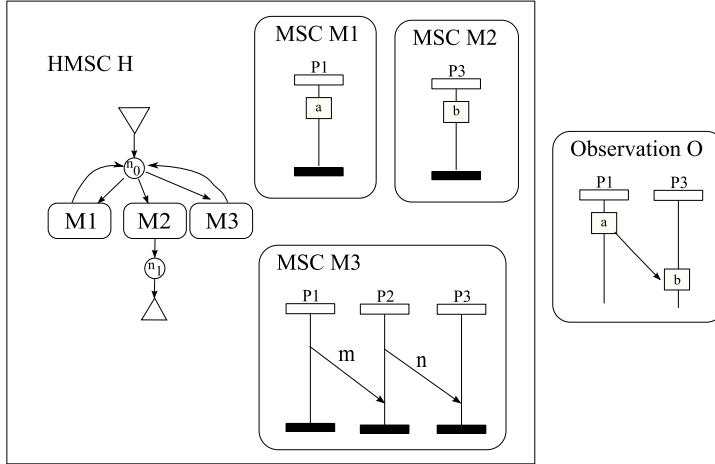 HMSC H
n0
M1 M2 M3
n1
MSC M1
P1
a
MSC M2
P3
b
MSC M3
P1 P2 P3
m n
Observation O
P1 P3
a
b